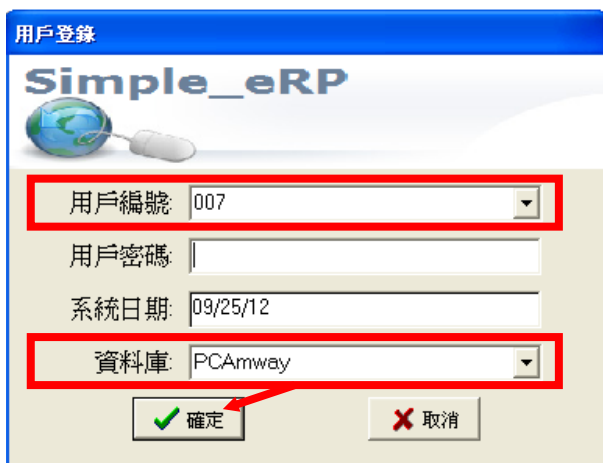 用戶登錄
Simple_eRP
用戶編號: 007
用戶密碼:
系統日期: 09/25/12
資料庫: PCAmway
確定 取消